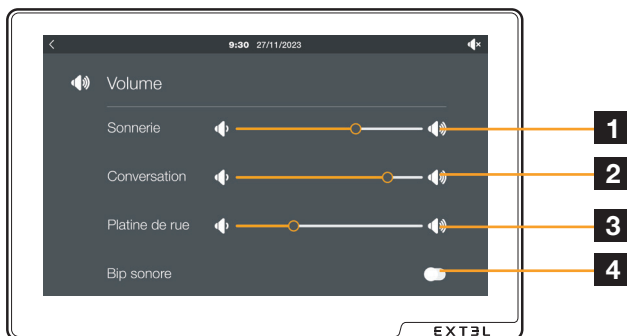 9:30 27/11/2023
Volume
Sonnerie
1
Conversation
2
Platine de rue
3
Bip sonore
4
EXTEL